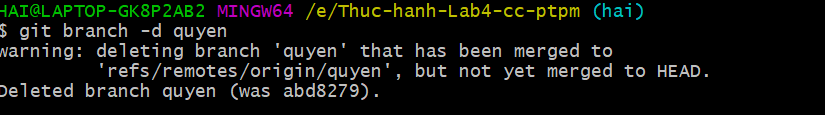 HAI@LAPTOP-GK8P2AB2 MINGW64 /e/Thuc-hanh-Lab4-cc-ptpm (hai)
$ git branch -d quyen
warning: deleting branch 'quyen' that has been merged to
'refs/remotes/origin/quyen', but not yet merged to HEAD.
Deleted branch quyen (was abd8279).